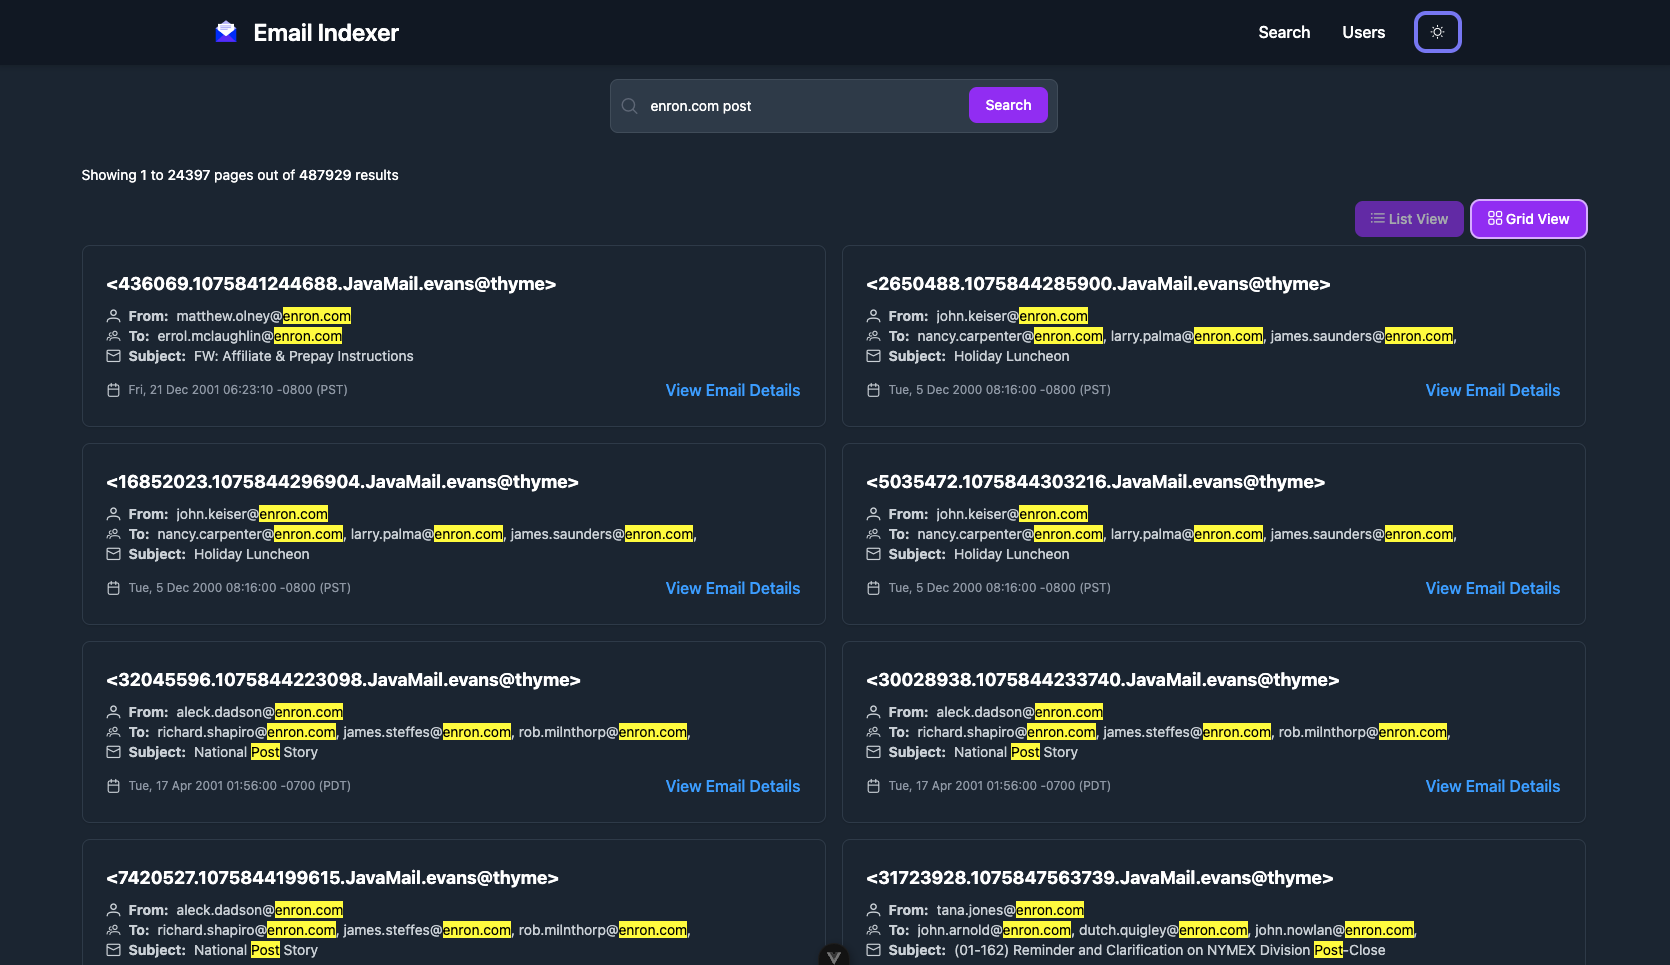 Email Indexer
Search
Users
enron.com post
Search
Showing 1 to 24397 pages out of 487929 results
List View
Grid View
<436069.1075841244688.JavaMail.evans@thyme>
From: matthew.olney@enron.com
To: errol.mclaughlin@enron.com
Subject: FW: Affiliate & Prepay Instructions
Fri, 21 Dec 2001 06:23:10 -0800 (PST)
View Email Details
<2650488.1075844285900.JavaMail.evans@thyme>
From: john.keiser@enron.com
To: nancy.carpenter@enron.com, larry.palma@enron.com, james.saunders@enron.com,
Subject: Holiday Luncheon
Tue, 5 Dec 2000 08:16:00 -0800 (PST)
View Email Details
<16852023.1075844296904.JavaMail.evans@thyme>
From: john.keiser@enron.com
To: nancy.carpenter@enron.com, larry.palma@enron.com, james.saunders@enron.com,
Subject: Holiday Luncheon
Tue, 5 Dec 2000 08:16:00 -0800 (PST)
View Email Details
<5035472.1075844303216.JavaMail.evans@thyme>
From: john.keiser@enron.com
To: nancy.carpenter@enron.com, larry.palma@enron.com, james.saunders@enron.com,
Subject: Holiday Luncheon
Tue, 5 Dec 2000 08:16:00 -0800 (PST)
View Email Details
<32045596.1075844223098.JavaMail.evans@thyme>
From: aleck.dadson@enron.com
To: richard.shapiro@enron.com, james.steffes@enron.com, rob.milnthorp@enron.com,
Subject: National Post Story
Tue, 17 Apr 2001 01:56:00 -0700 (PDT)
View Email Details
<30028938.1075844233740.JavaMail.evans@thyme>
From: aleck.dadson@enron.com
To: richard.shapiro@enron.com, james.steffes@enron.com, rob.milnthorp@enron.com,
Subject: National Post Story
Tue, 17 Apr 2001 01:56:00 -0700 (PDT)
View Email Details
<7420527.1075844199615.JavaMail.evans@thyme>
From: aleck.dadson@enron.com
To: richard.shapiro@enron.com, james.steffes@enron.com, rob.milnthorp@enron.com,
Subject: National Post Story
<31723928.1075847563739.JavaMail.evans@thyme>
From: tana.jones@enron.com
To: john.arnold@enron.com, dutch.quigley@enron.com, john.nowlan@enron.com,
Subject: (01-162) Reminder and Clarification on NYMEX Division Post-Close